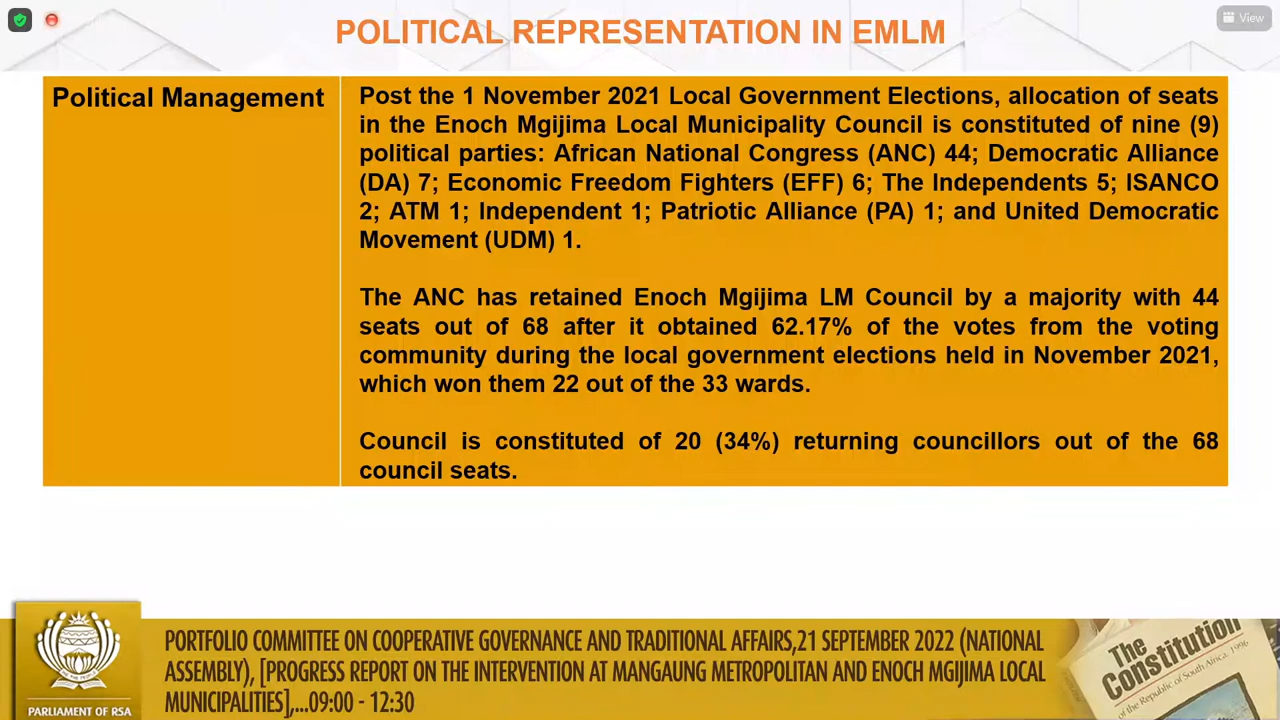 View
POLITICAL REPRESENTATION IN EMLM
Political Management
Post the 1 November 2021 Local Government Elections, allocation of seats
in the Enoch Mgijima Local Municipality Council is constituted of nine (9)
political parties: African National Congress (ANC) 44; Democratic Alliance
(DA) 7; Economic Freedom Fighters (EFF) 6; The Independents 5; ISANCO
2; ATM 1; Independent 1; Patriotic Alliance (PA) 1; and United Democratic
Movement (UDM) 1.
The ANC has retained Enoch Mgijima LM Council by a majority with 44
seats out of 68 after it obtained 62.17% of the votes from the voting
community during the local government elections held in November 2021,
which won them 22 out of the 33 wards.
Council is constituted of 20 (34%) returning councillors out of the 68
council seats.
PORTFOLIO COMMITTEE ON COOPERATIVE GOVERNANCE AND TRADITIONAL AFFAIRS,21 SEPTEMBER 2022 (NATIONAL
ASSEMBLY), [PROGRESS REPORT ON THE INTERVENTION AT MANGAUNG METROPOLITAN AND ENOCH MGIJIMA LOCAL
MUNICIPALITIES],...09:00 - 12:30
PARLIAMENT OF RSA
The
Constitution
of the Republic of South Africa, 1996